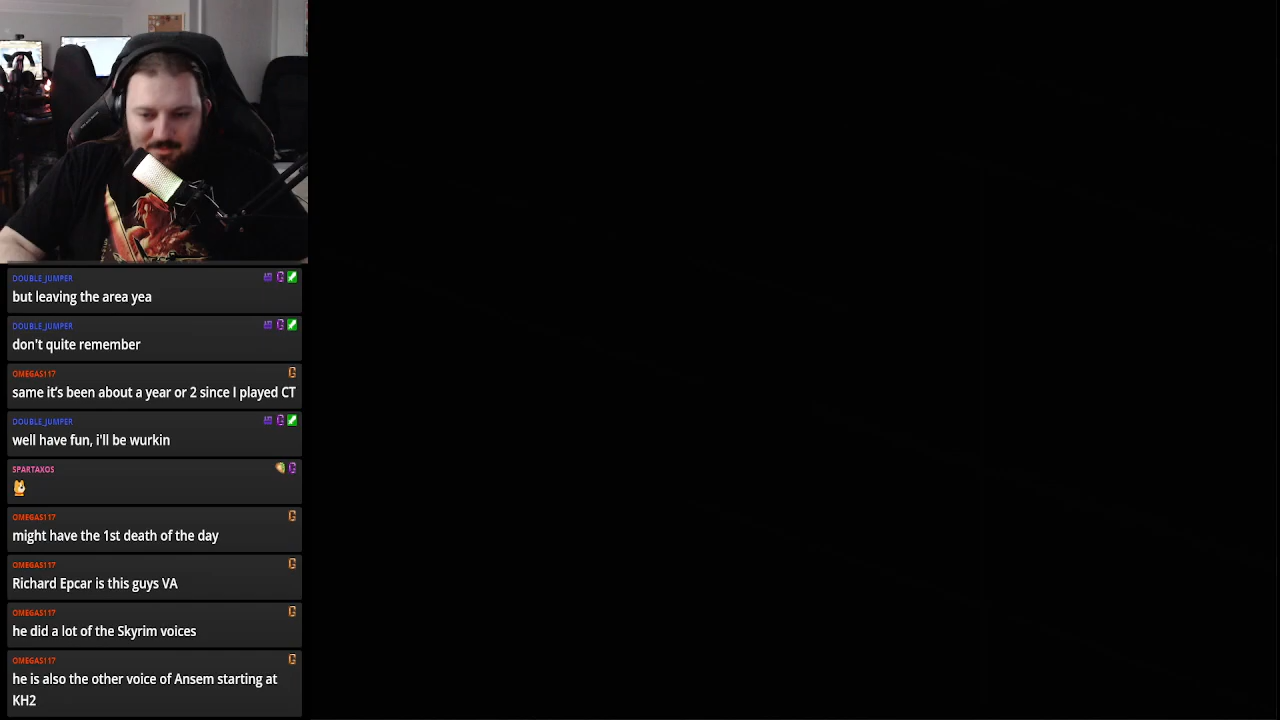 DOUBLE_JUMPER
but leaving the area yea
DOUBLE_JUMPER
don't quite remember
OMEGAS117
same it's been about a year or 2 since I played CT
DOUBLE_JUMPER
well have fun, i'll be wurkin
SPARTAXOS
OMEGAS117
might have the 1st death of the day
OMEGAS117
Richard Epcar is this guys VA
OMEGAS117
he did a lot of the Skyrim voices
OMEGAS117
he is also the other voice of Ansem starting at
KH2